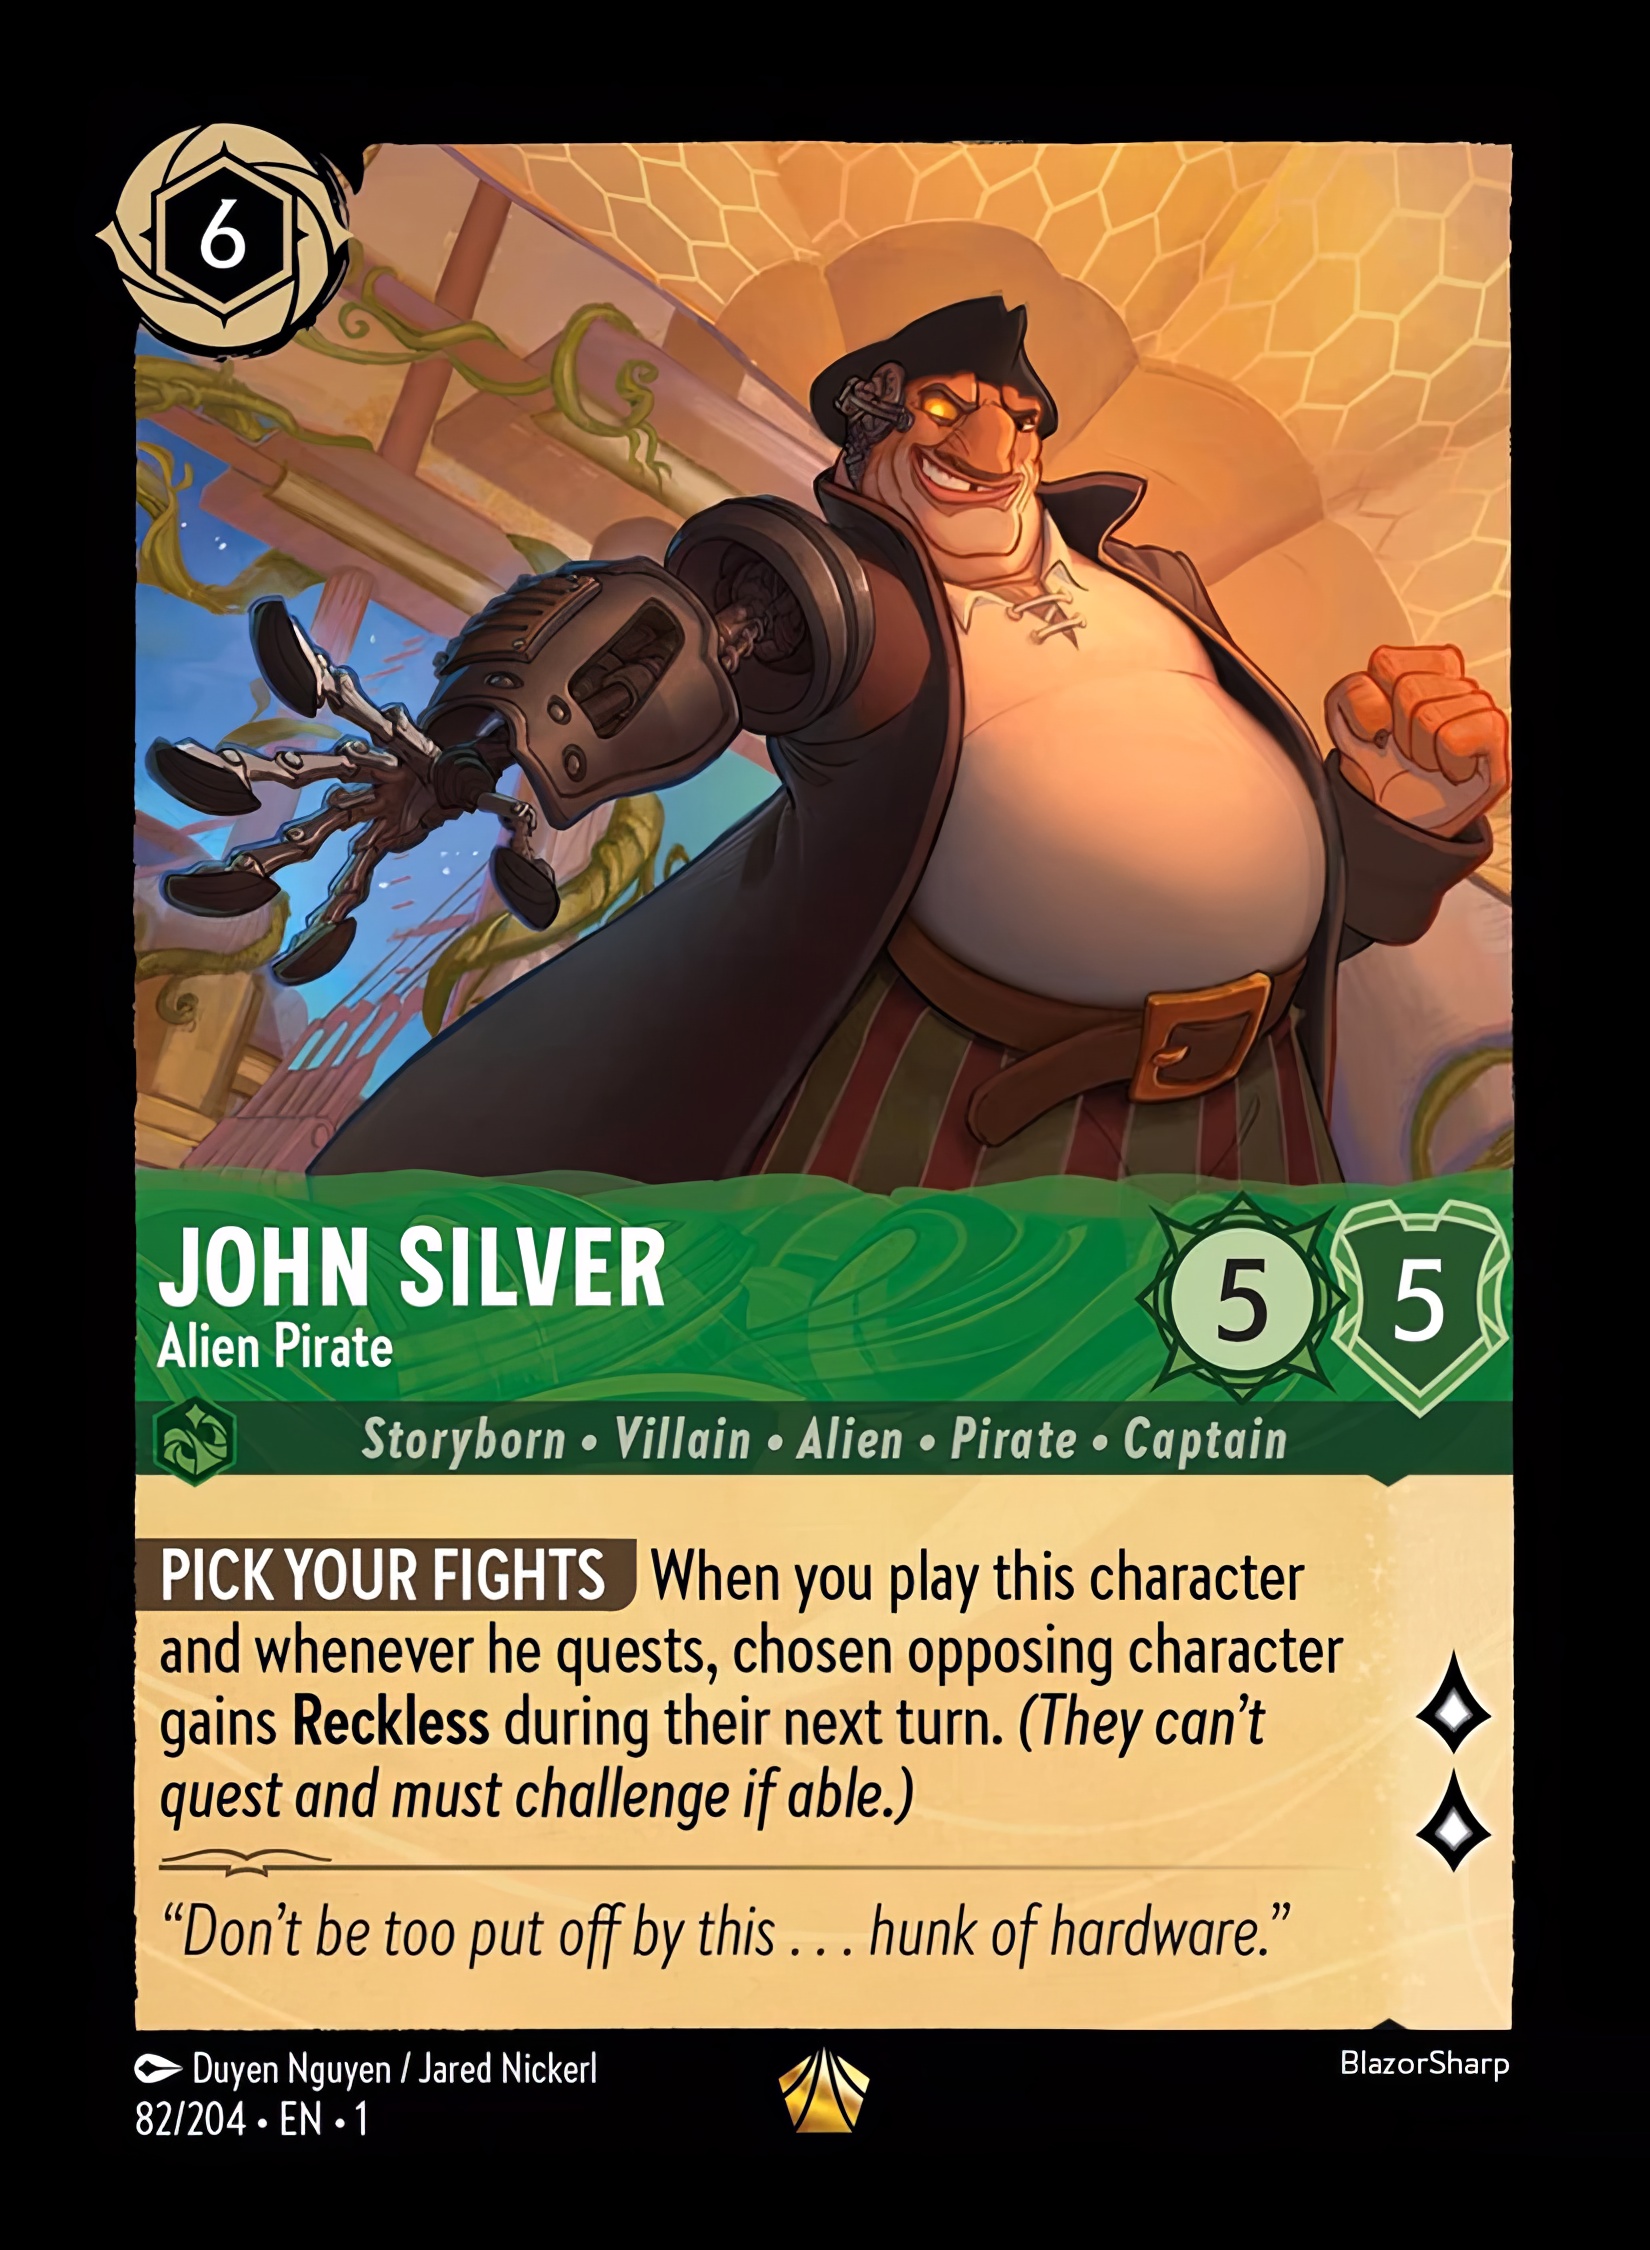 6
JOHN SILVER
Alien Pirate
5 5
Storyborn • Villain • Alien • Pirate • Captain
PICK YOUR FIGHTS When you play this character
and whenever he quests, chosen opposing character
gains Reckless during their next turn. (They can’t
quest and must challenge if able.)
“Don’t be too put off by this . . . hunk of hardware.”
Duyen Nguyen / Jared Nickerl
BlazorSharp
82/204 • EN • 1